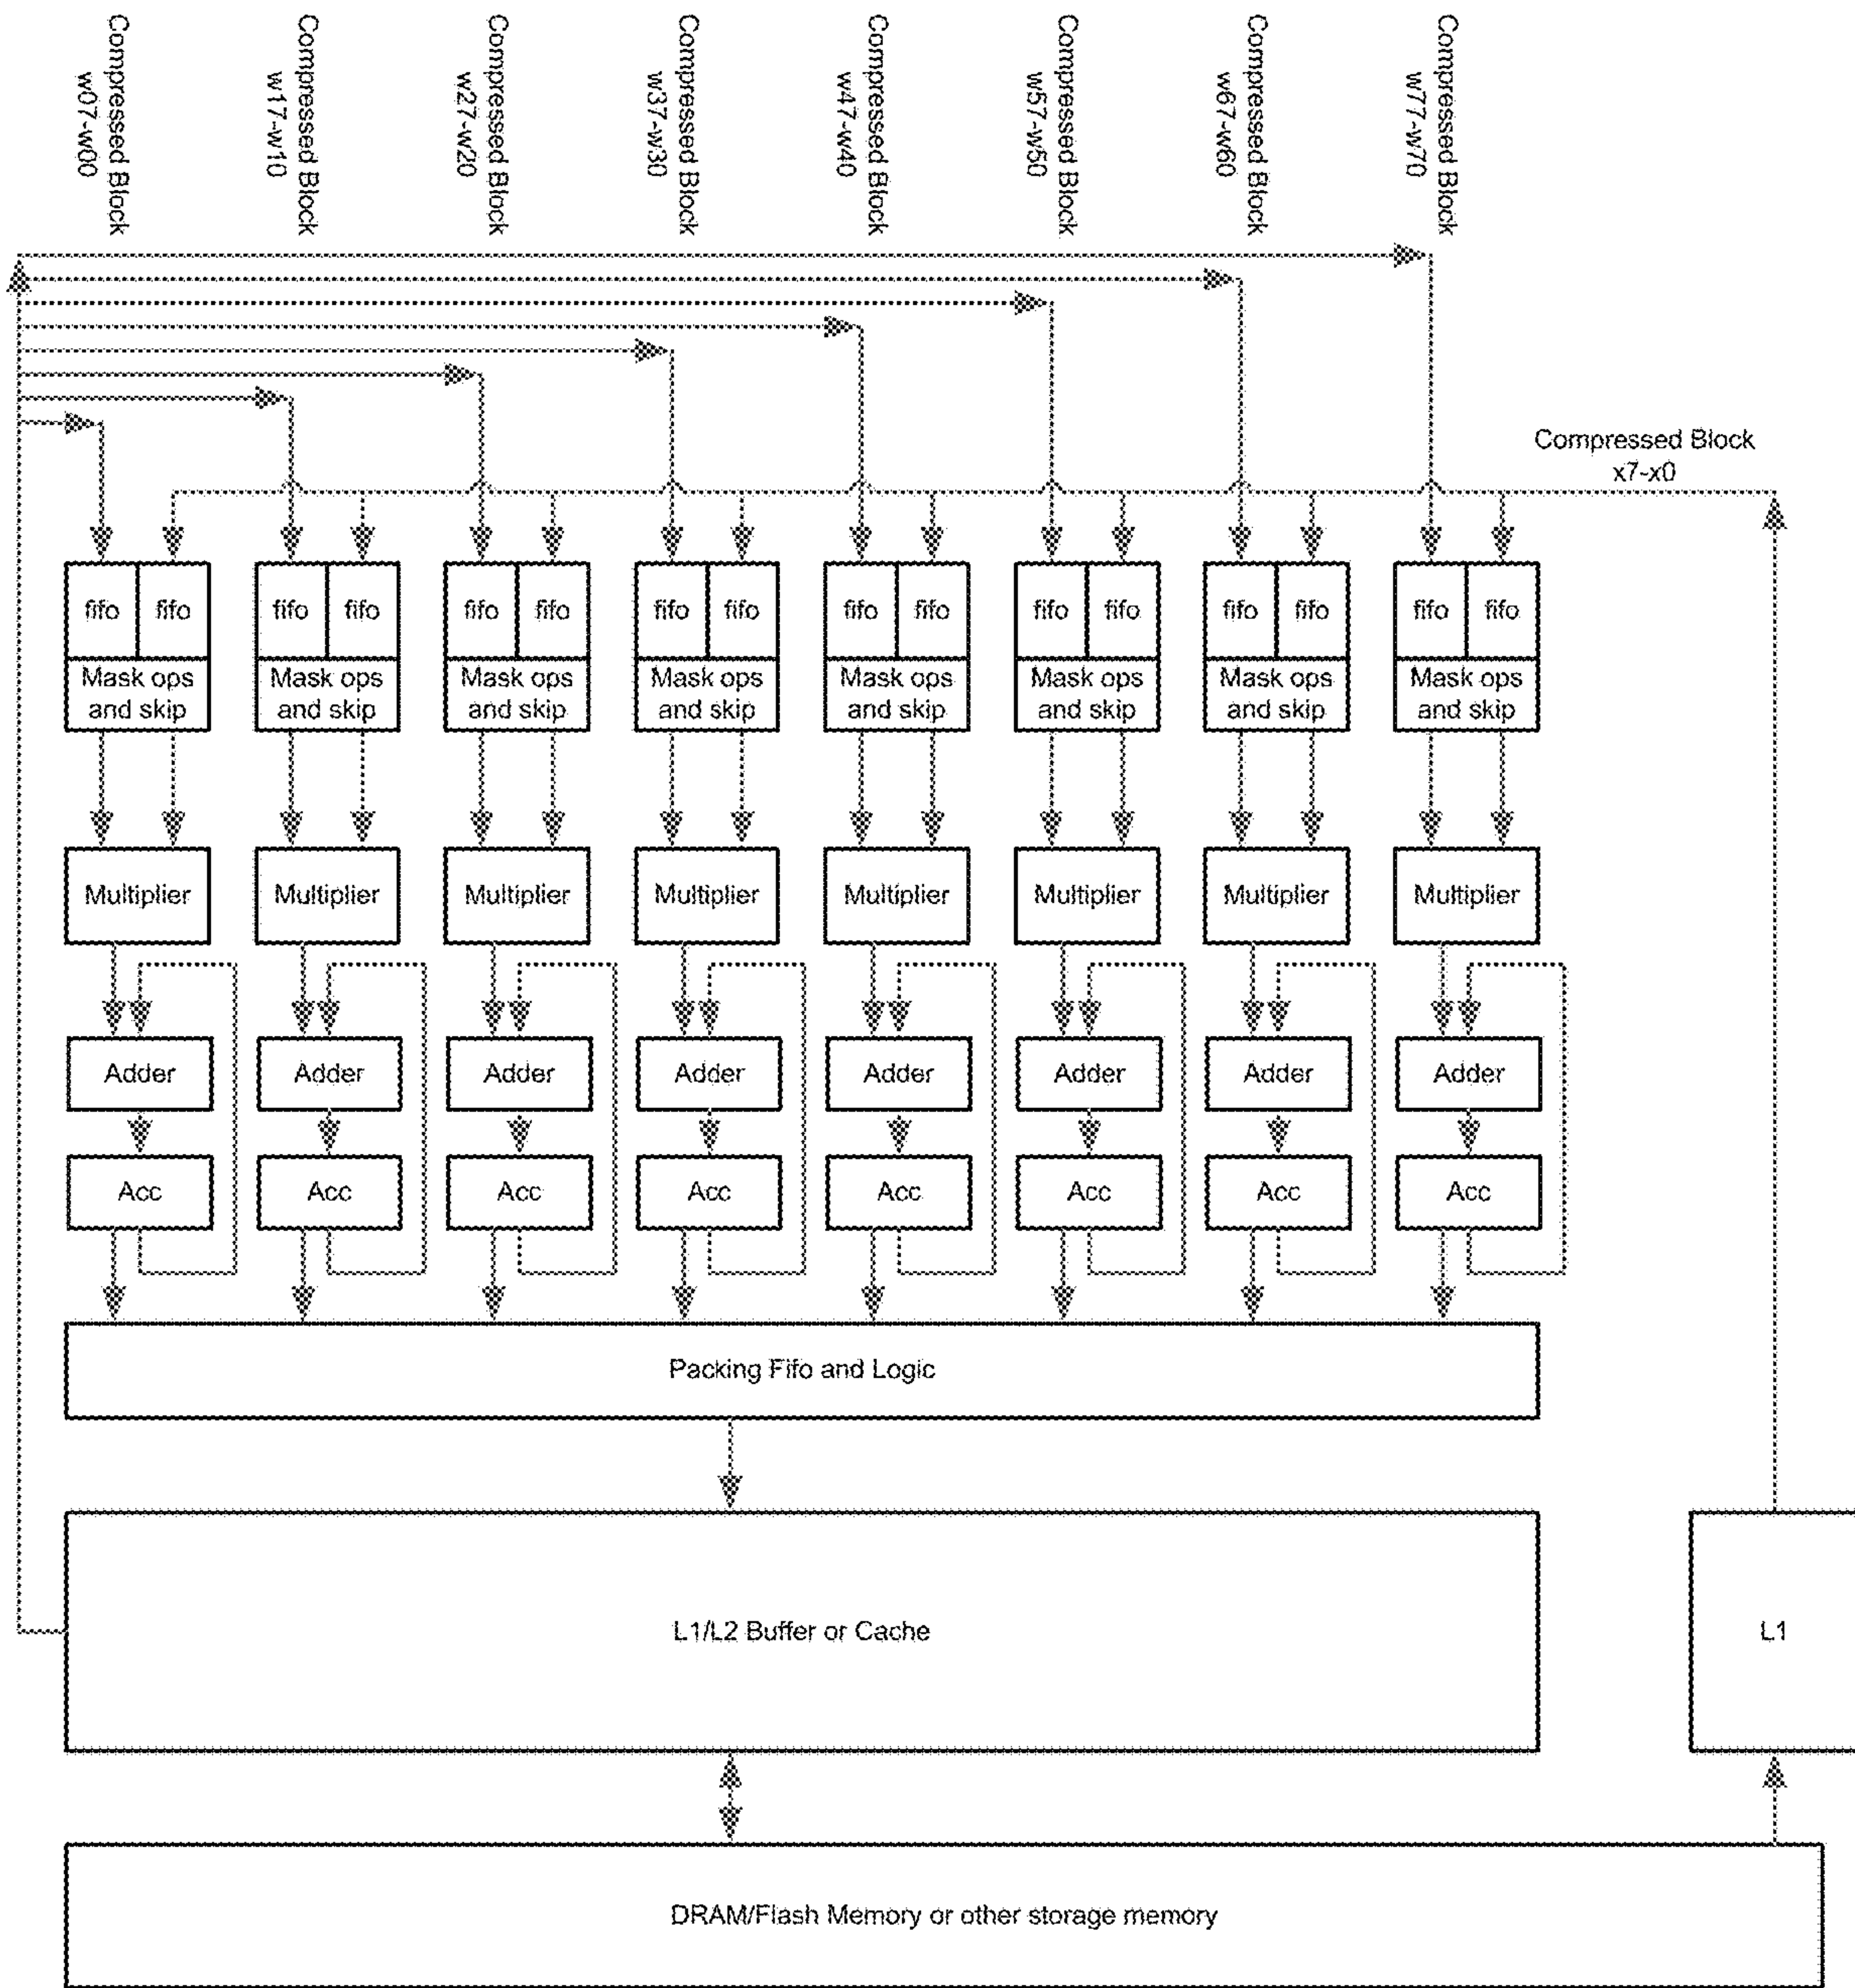 Compressed Block
w07-w00
Compressed Block
w17-w10
Compressed Block
w27-w20
Compressed Block
w37-w30
Compressed Block
w47-w40
Compressed Block
w57-w50
Compressed Block
w67-w60
Compressed Block
w77-w70
Compressed Block
x7-x0
fifo fifo fifo fifo fifo fifo fifo fifo fifo fifo fifo fifo fifo fifo fifo fifo
Mask ops Mask ops Mask ops Mask ops Mask ops Mask ops Mask ops Mask ops
and skip and skip and skip and skip and skip and skip and skip and skip
Multiplier Multiplier Multiplier Multiplier Multiplier Multiplier Multiplier Multiplier
Adder Adder Adder Adder Adder Adder Adder Adder
Acc Acc Acc Acc Acc Acc Acc Acc
Packing Fifo and Logic
L1/L2 Buffer or Cache
L1
DRAM/Flash Memory or other storage memory